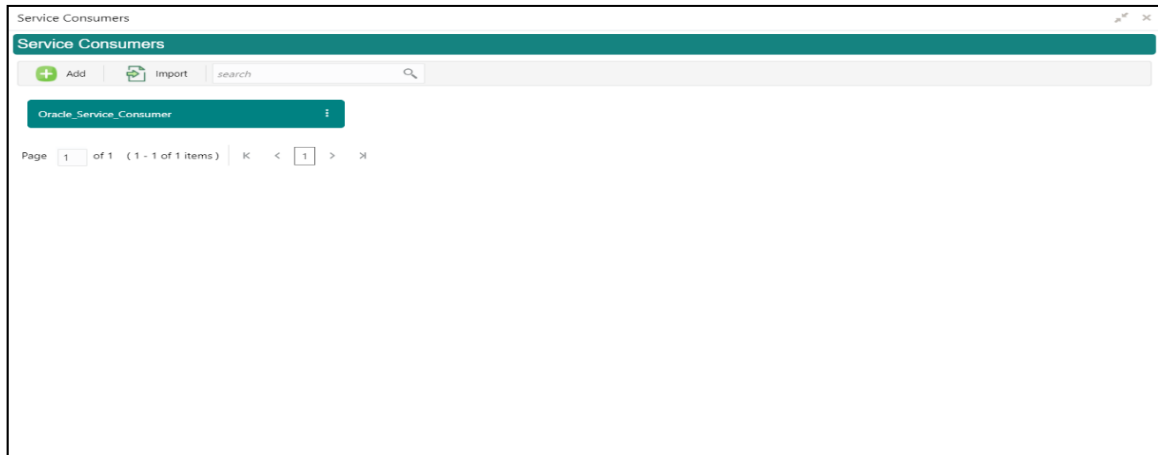 Service Consumers
Service Consumers
Add Import search
Oracle_Service_Consumer
Page 1 of 1 (1 - 1 of 1 items) K < 1 > ꓘ